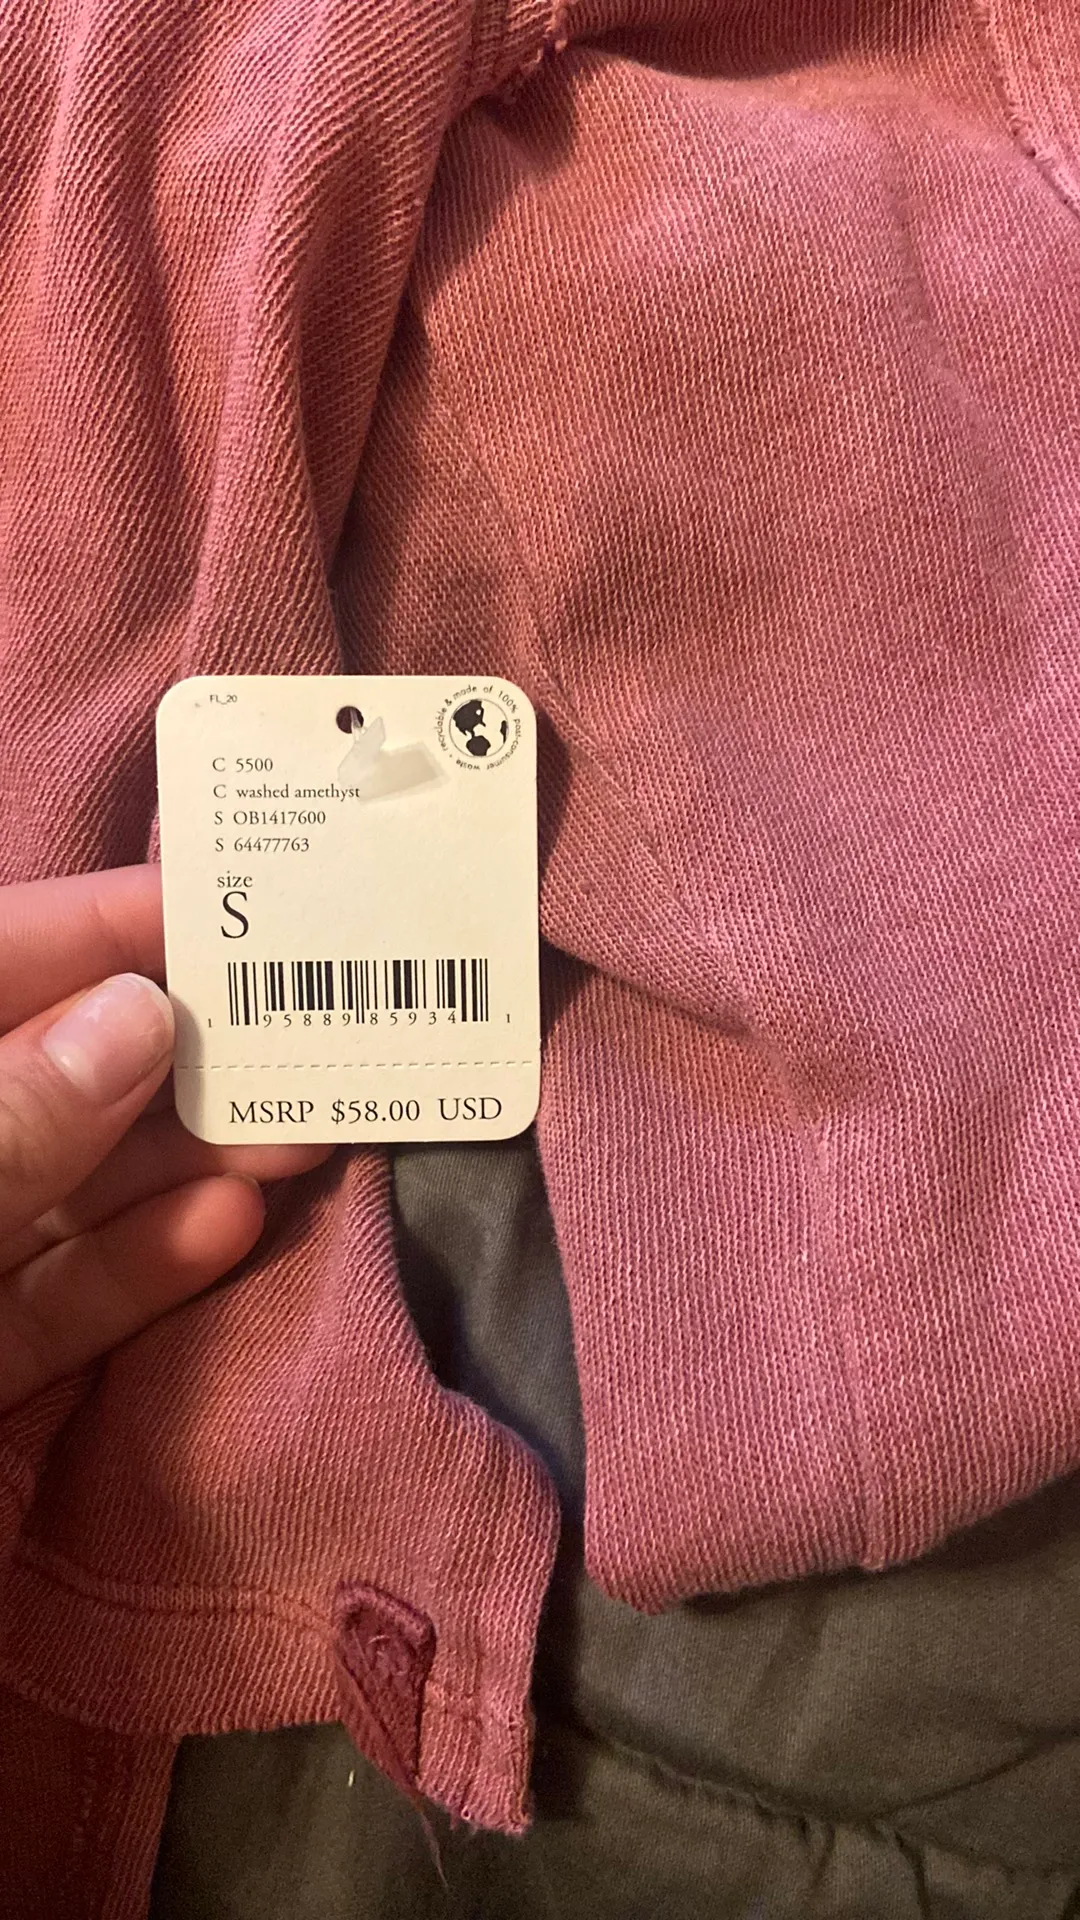 FL_20
recyclable & made of 100% post-consumer waste •
C 5500
C washed amethyst
S OB1417600
S 64477763
size
S
1 95889 85934 1
MSRP $58.00 USD